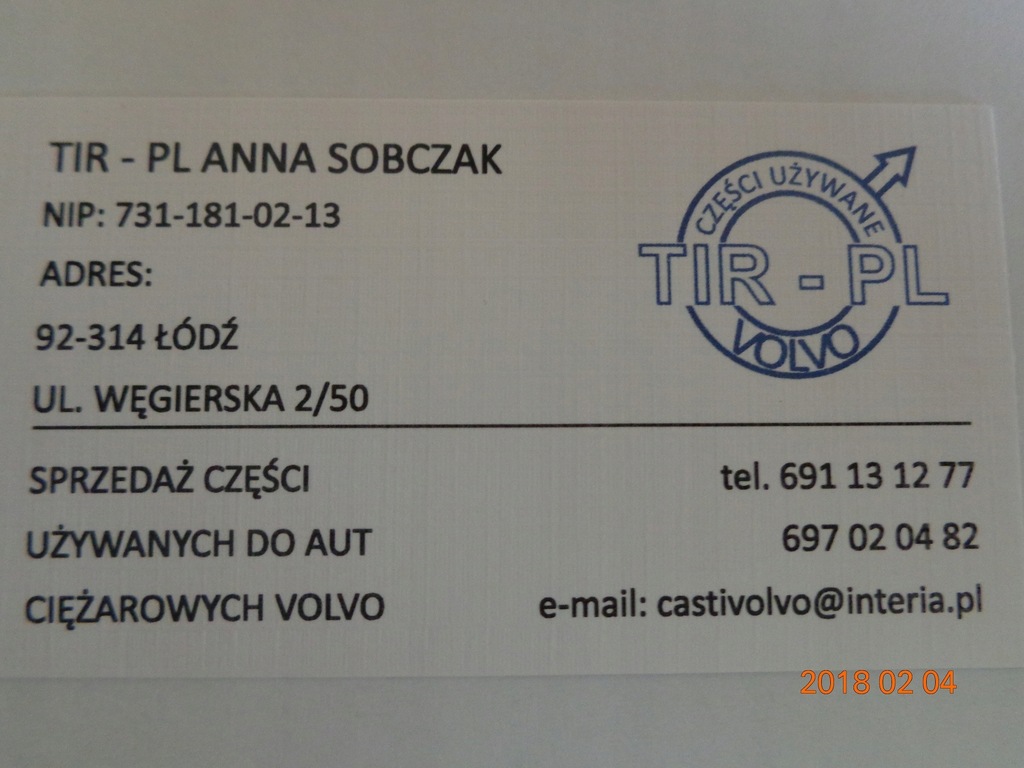 TIR - PL ANNA SOBCZAK
NIP: 731-181-02-13
ADRES:
92-314 ŁÓDŹ
UL. WĘGIERSKA 2/50
CZĘŚCI UŻYWANE
TIR - PL
VOLVO
SPRZEDAŻ CZĘŚCI
UŻYWANYCH DO AUT
CIĘŻAROWYCH VOLVO
tel. 691 13 12 77
697 02 04 82
e-mail: castivolvo@interia.pl
2018 02 04